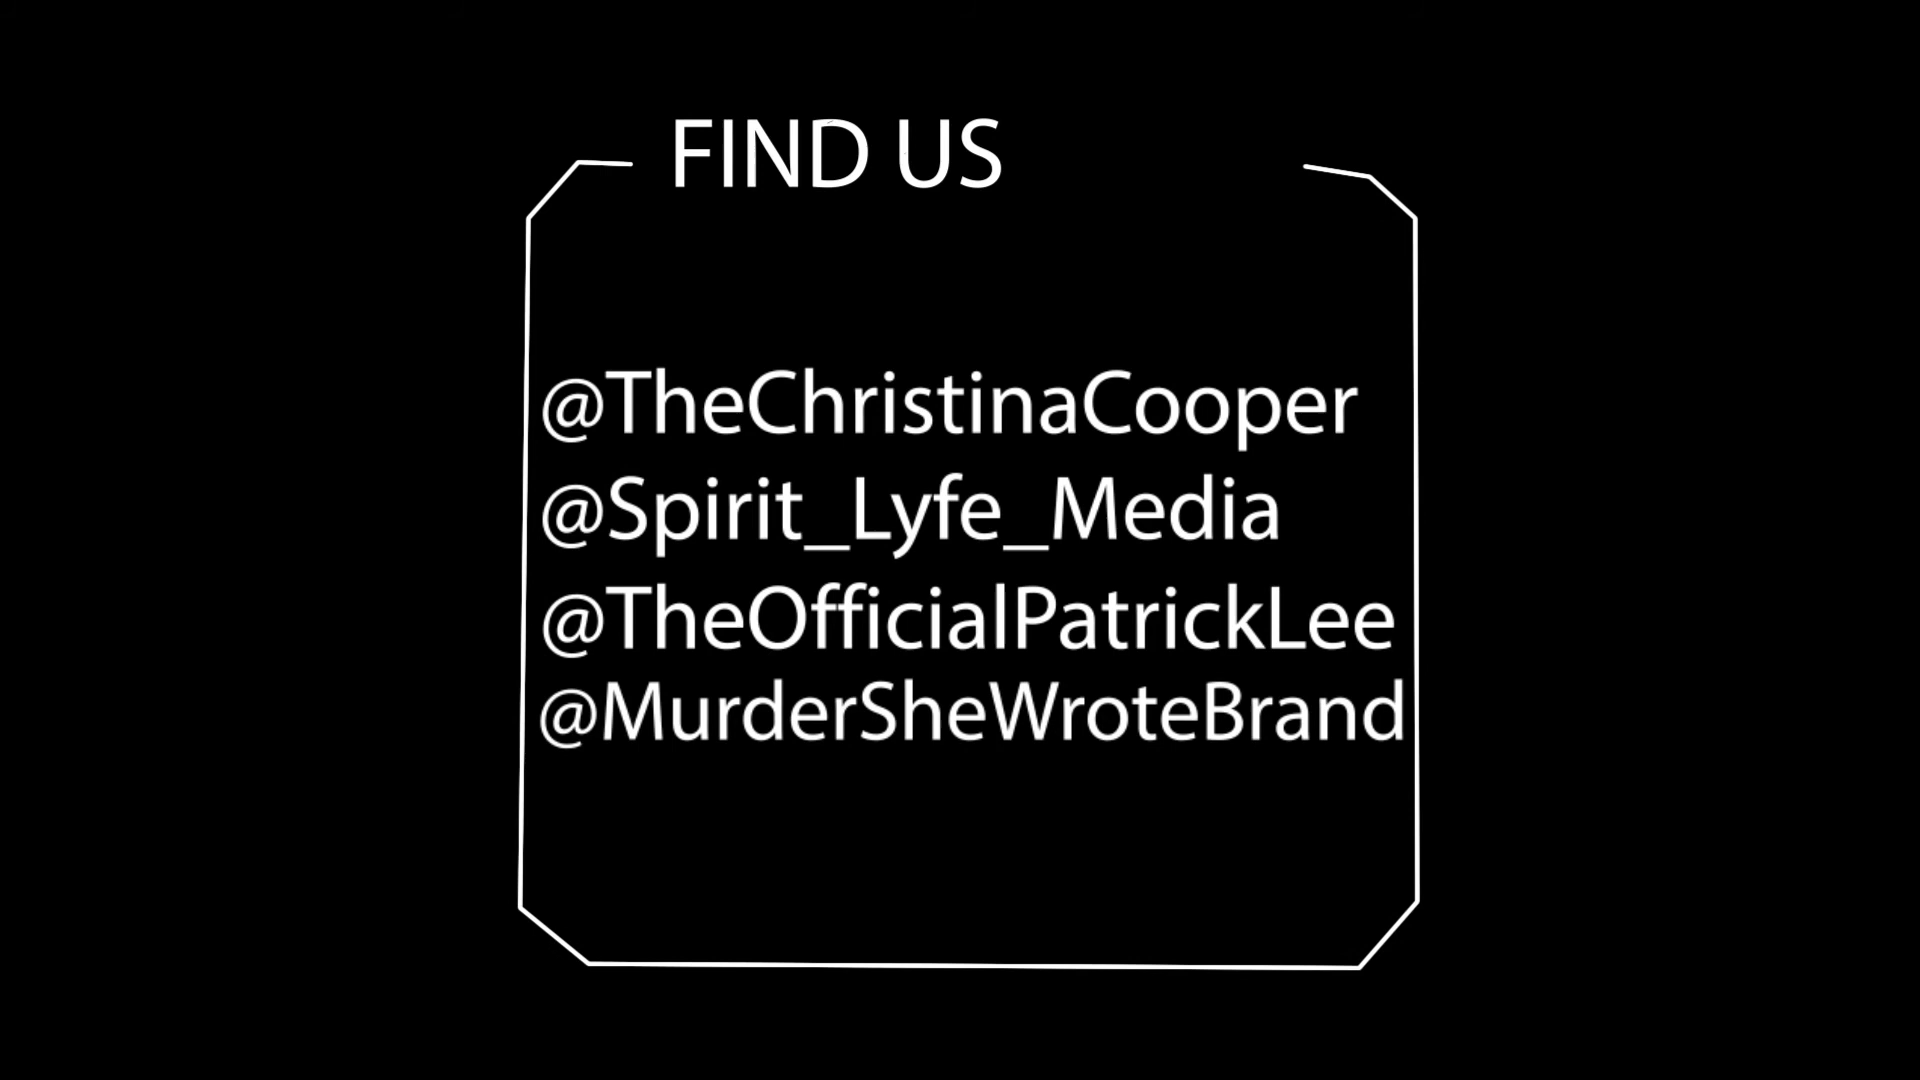 FIND US
@TheChristinaCooper
@Spirit_Lyfe_Media
@TheOfficialPatrickLee
@MurderSheWroteBrand